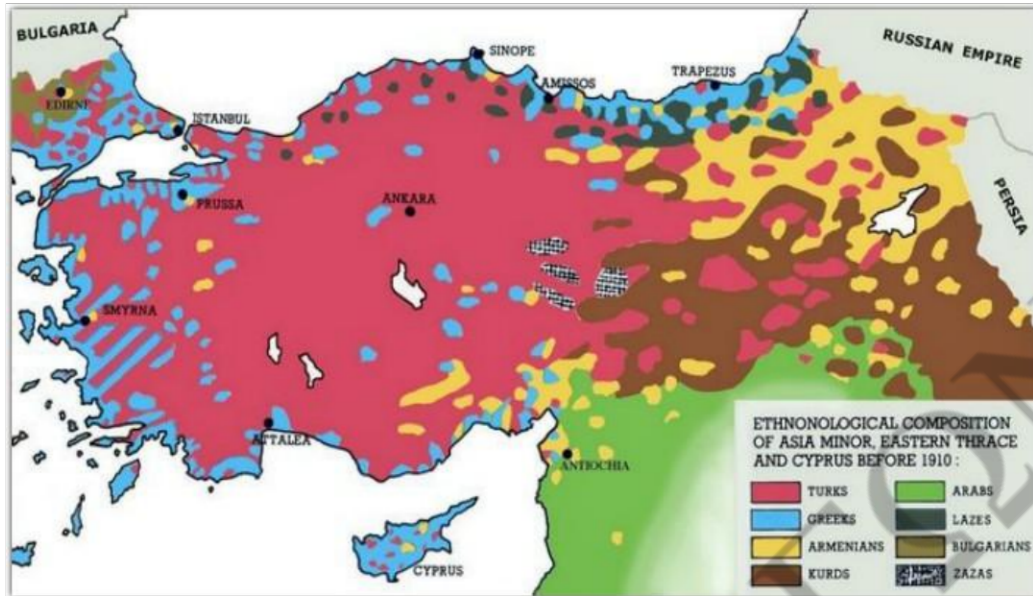 BULGARIA
SINOPE
RUSSIAN EMPIRE
EDIRNE
AMISSOS
TRAPEZUS
ISTANBUL
PRUSSA
ANKARA
PERSIA
SMYRNA
ATTALEA
ANTIOCHIA
CYPRUS
ETHNONOLOGICAL COMPOSITION
OF ASIA MINOR, EASTERN THRACE
AND CYPRUS BEFORE 1910 :
TURKS
GREEKS
ARMENIANS
KURDS
ARABS
LAZES
BULGARIANS
ZAZAS